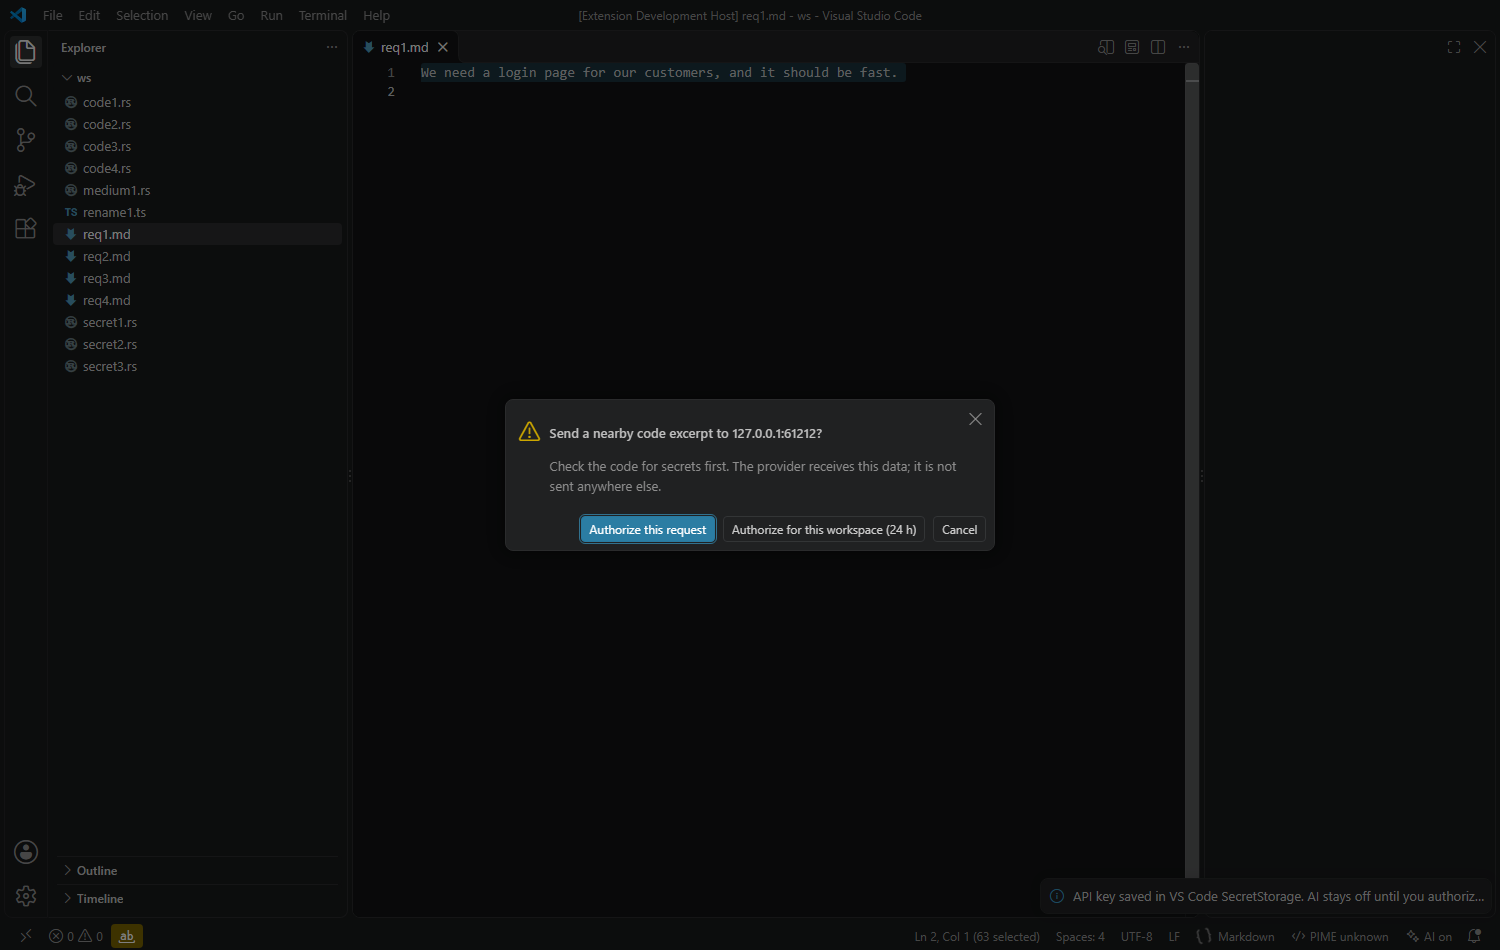 File Edit Selection View Go Run Terminal Help
[Extension Development Host] req1.md - ws - Visual Studio Code
Explorer
ws
code1.rs
code2.rs
code3.rs
code4.rs
medium1.rs
TS rename1.ts
req1.md
req2.md
req3.md
req4.md
secret1.rs
secret2.rs
secret3.rs
Outline
Timeline
req1.md
1 We need a login page for our customers, and it should be fast.
2
Send a nearby code excerpt to 127.0.0.1:61212?
Check the code for secrets first. The provider receives this data; it is not
sent anywhere else.
Authorize this request Authorize for this workspace (24 h) Cancel
API key saved in VS Code SecretStorage. AI stays off until you authoriz...
0 0 ab Ln 2, Col 1 (63 selected) Spaces: 4 UTF-8 LF Markdown PIME unknown AI on